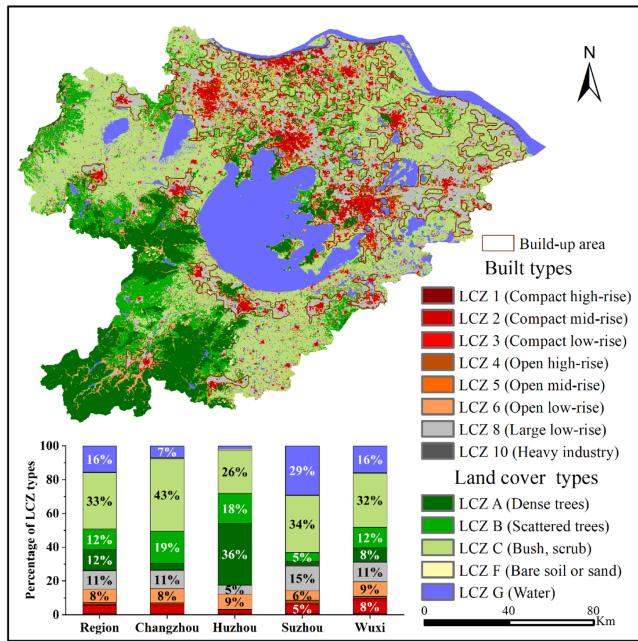 N
Build-up area
Built types
LCZ 1 (Compact high-rise)
LCZ 2 (Compact mid-rise)
LCZ 3 (Compact low-rise)
LCZ 4 (Open high-rise)
LCZ 5 (Open mid-rise)
LCZ 6 (Open low-rise)
LCZ 8 (Large low-rise)
LCZ 10 (Heavy industry)
Land cover types
LCZ A (Dense trees)
LCZ B (Scattered trees)
LCZ C (Bush, scrub)
LCZ F (Bare soil or sand)
LCZ G (Water)
0 40 80
Km
Percentage of LCZ types
100
80
60
40
20
0
16% 33% 12% 12% 11% 8%
7% 43% 19% 11% 8%
26% 18% 36% 5% 9%
29% 34% 5% 15% 6% 5%
16% 32% 12% 8% 11% 9% 8%
Region Changzhou Huzhou Suzhou Wuxi